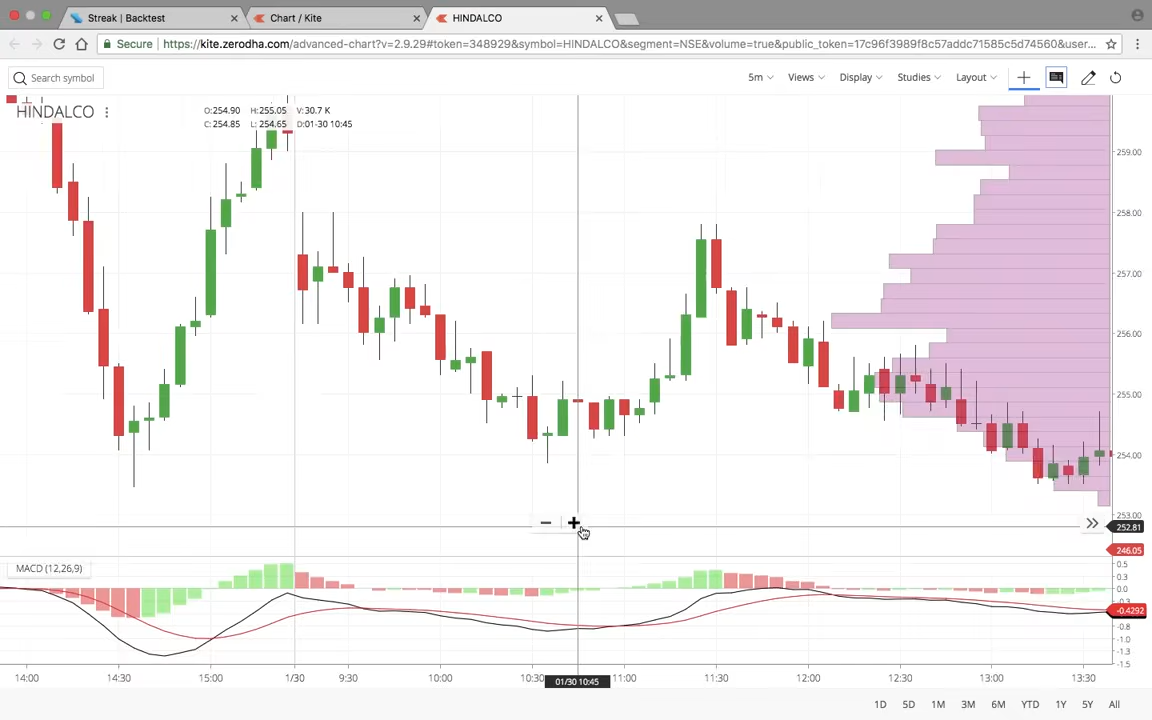 Streak | Backtest
Chart / Kite
HINDALCO
Secure | https://kite.zerodha.com/advanced-chart?v=2.9.29#token=348929&symbol=HINDALCO&segment=NSE&volume=true&public_token=17c96f3989f8c57addc71585c5d74560&user...
Search symbol
5m Views Display Studies Layout
HINDALCO
O:254.90 H:255.05 V:30.7 K
C:254.85 L: 254.65 D:01-30 10:45
259.00
258.00
257.00
256.00
255.00
254.00
253.00
252.81
246.05
MACD (12,26,9)
0.5
0.3
0.0
-0.4292
-0.8
-1.0
-1.3
-1.5
14:00 14:30 15:00 1/30 9:30 10:00 10:30 01/30 10:45 11:00 11:30 12:00 12:30 13:00 13:30
1D 5D 1M 3M 6M YTD 1Y 5Y All